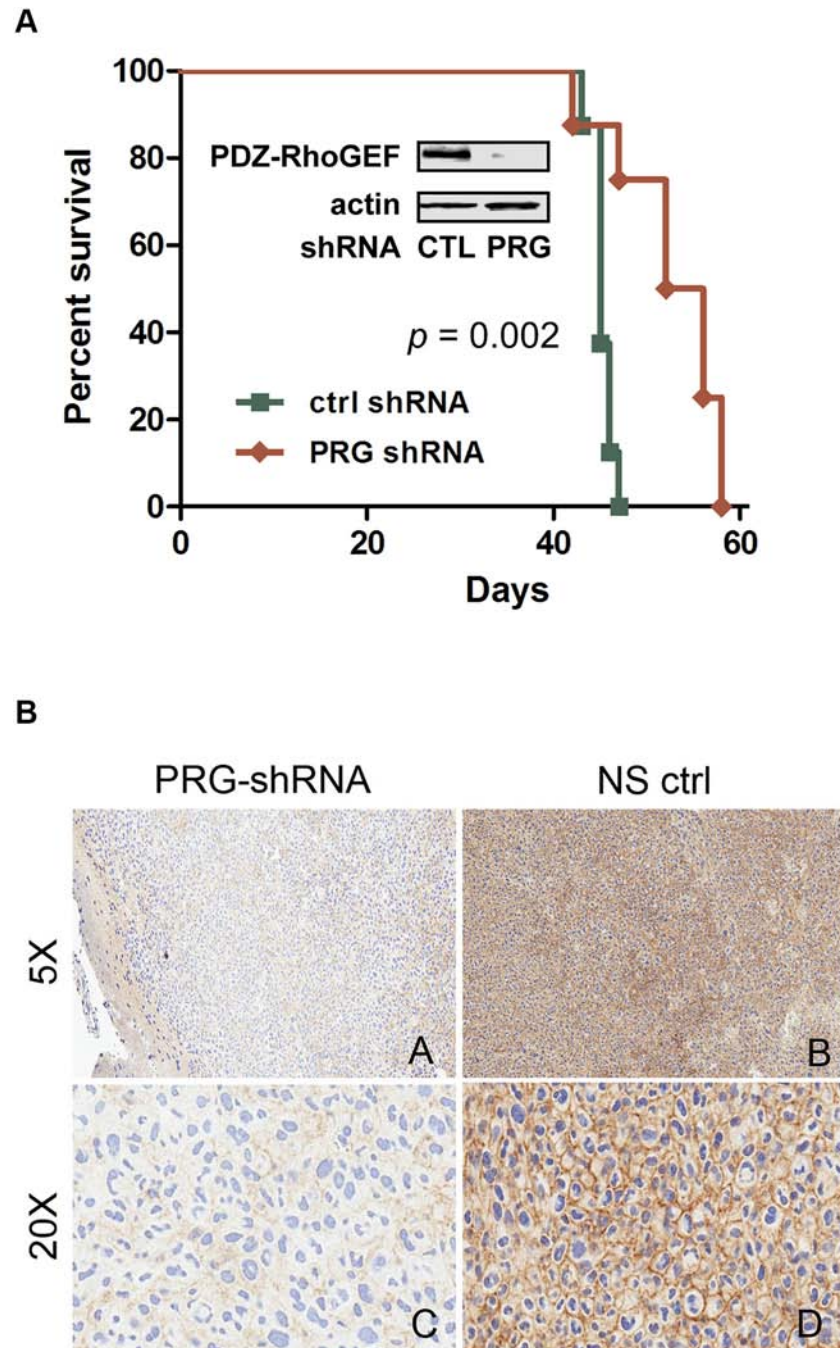 A
100
80
60
40
20
0
Percent survival
PDZ-RhoGEF
actin
shRNA CTL PRG
p = 0.002
ctrl shRNA
PRG shRNA
0 20 40 60
Days
B
PRG-shRNA NS ctrl
5X
A B
20X
C D